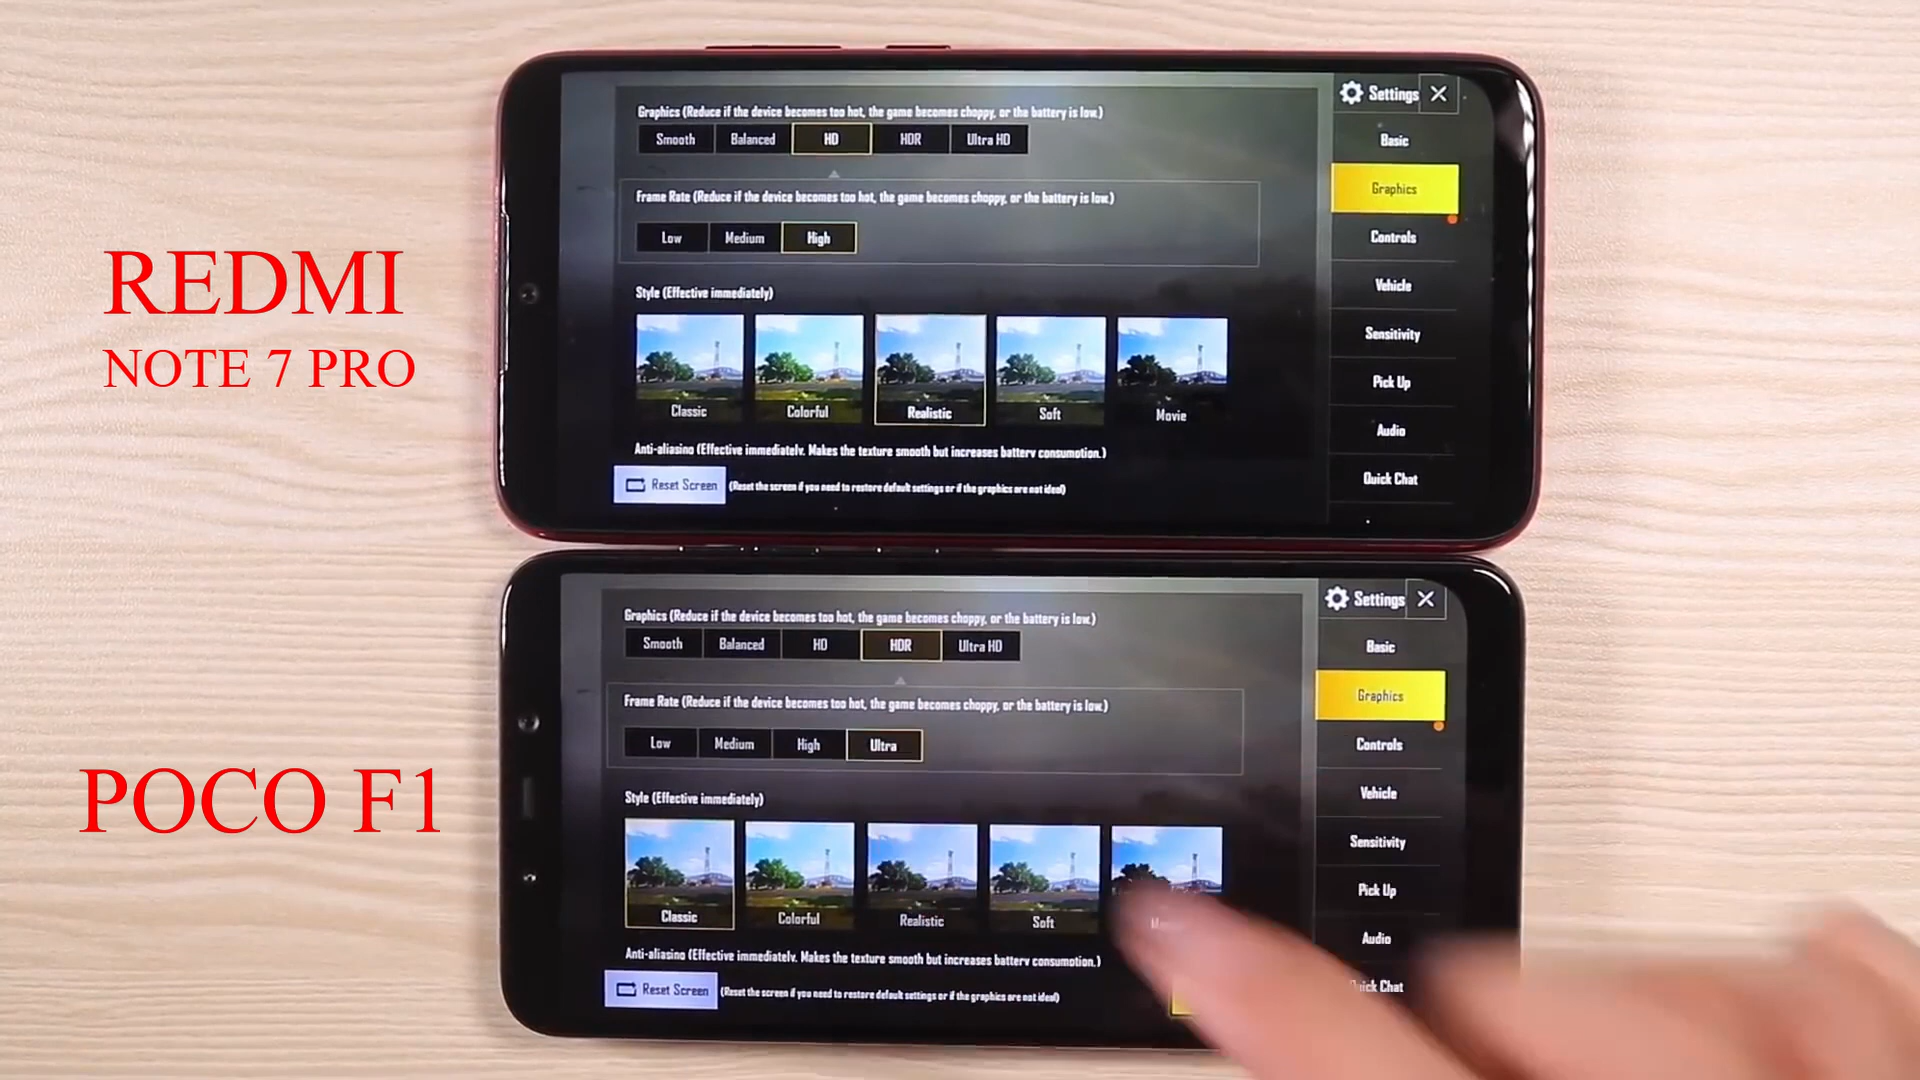 REDMI
NOTE 7 PRO
Graphics (Reduce if the device becomes too hot, the game becomes choppy, or the battery is low.)
Smooth Balanced HD HDR Ultra HD
Frame Rate (Reduce if the device becomes too hot, the game becomes choppy, or the battery is low.)
Low Medium High
Style (Effective immediately)
Classic Colorful Realistic Soft Movie
Anti-aliasing (Effective immediately. Makes the texture smooth but increases battery consumption.)
Reset Screen (Reset the screen if you need to restore default settings or if the graphics are not ideal)
Settings
Basic
Graphics
Controls
Vehicle
Sensitivity
Pick Up
Audio
Quick Chat
POCO F1
Graphics (Reduce if the device becomes too hot, the game becomes choppy, or the battery is low.)
Smooth Balanced HD HDR Ultra HD
Frame Rate (Reduce if the device becomes too hot, the game becomes choppy, or the battery is low.)
Low Medium High Ultra
Style (Effective immediately)
Classic Colorful Realistic Soft
Anti-aliasing (Effective immediately. Makes the texture smooth but increases battery consumption.)
Reset Screen (Reset the screen if you need to restore default settings or if the graphics are not ideal)
Settings
Basic
Graphics
Controls
Vehicle
Sensitivity
Pick Up
Audio
Quick Chat